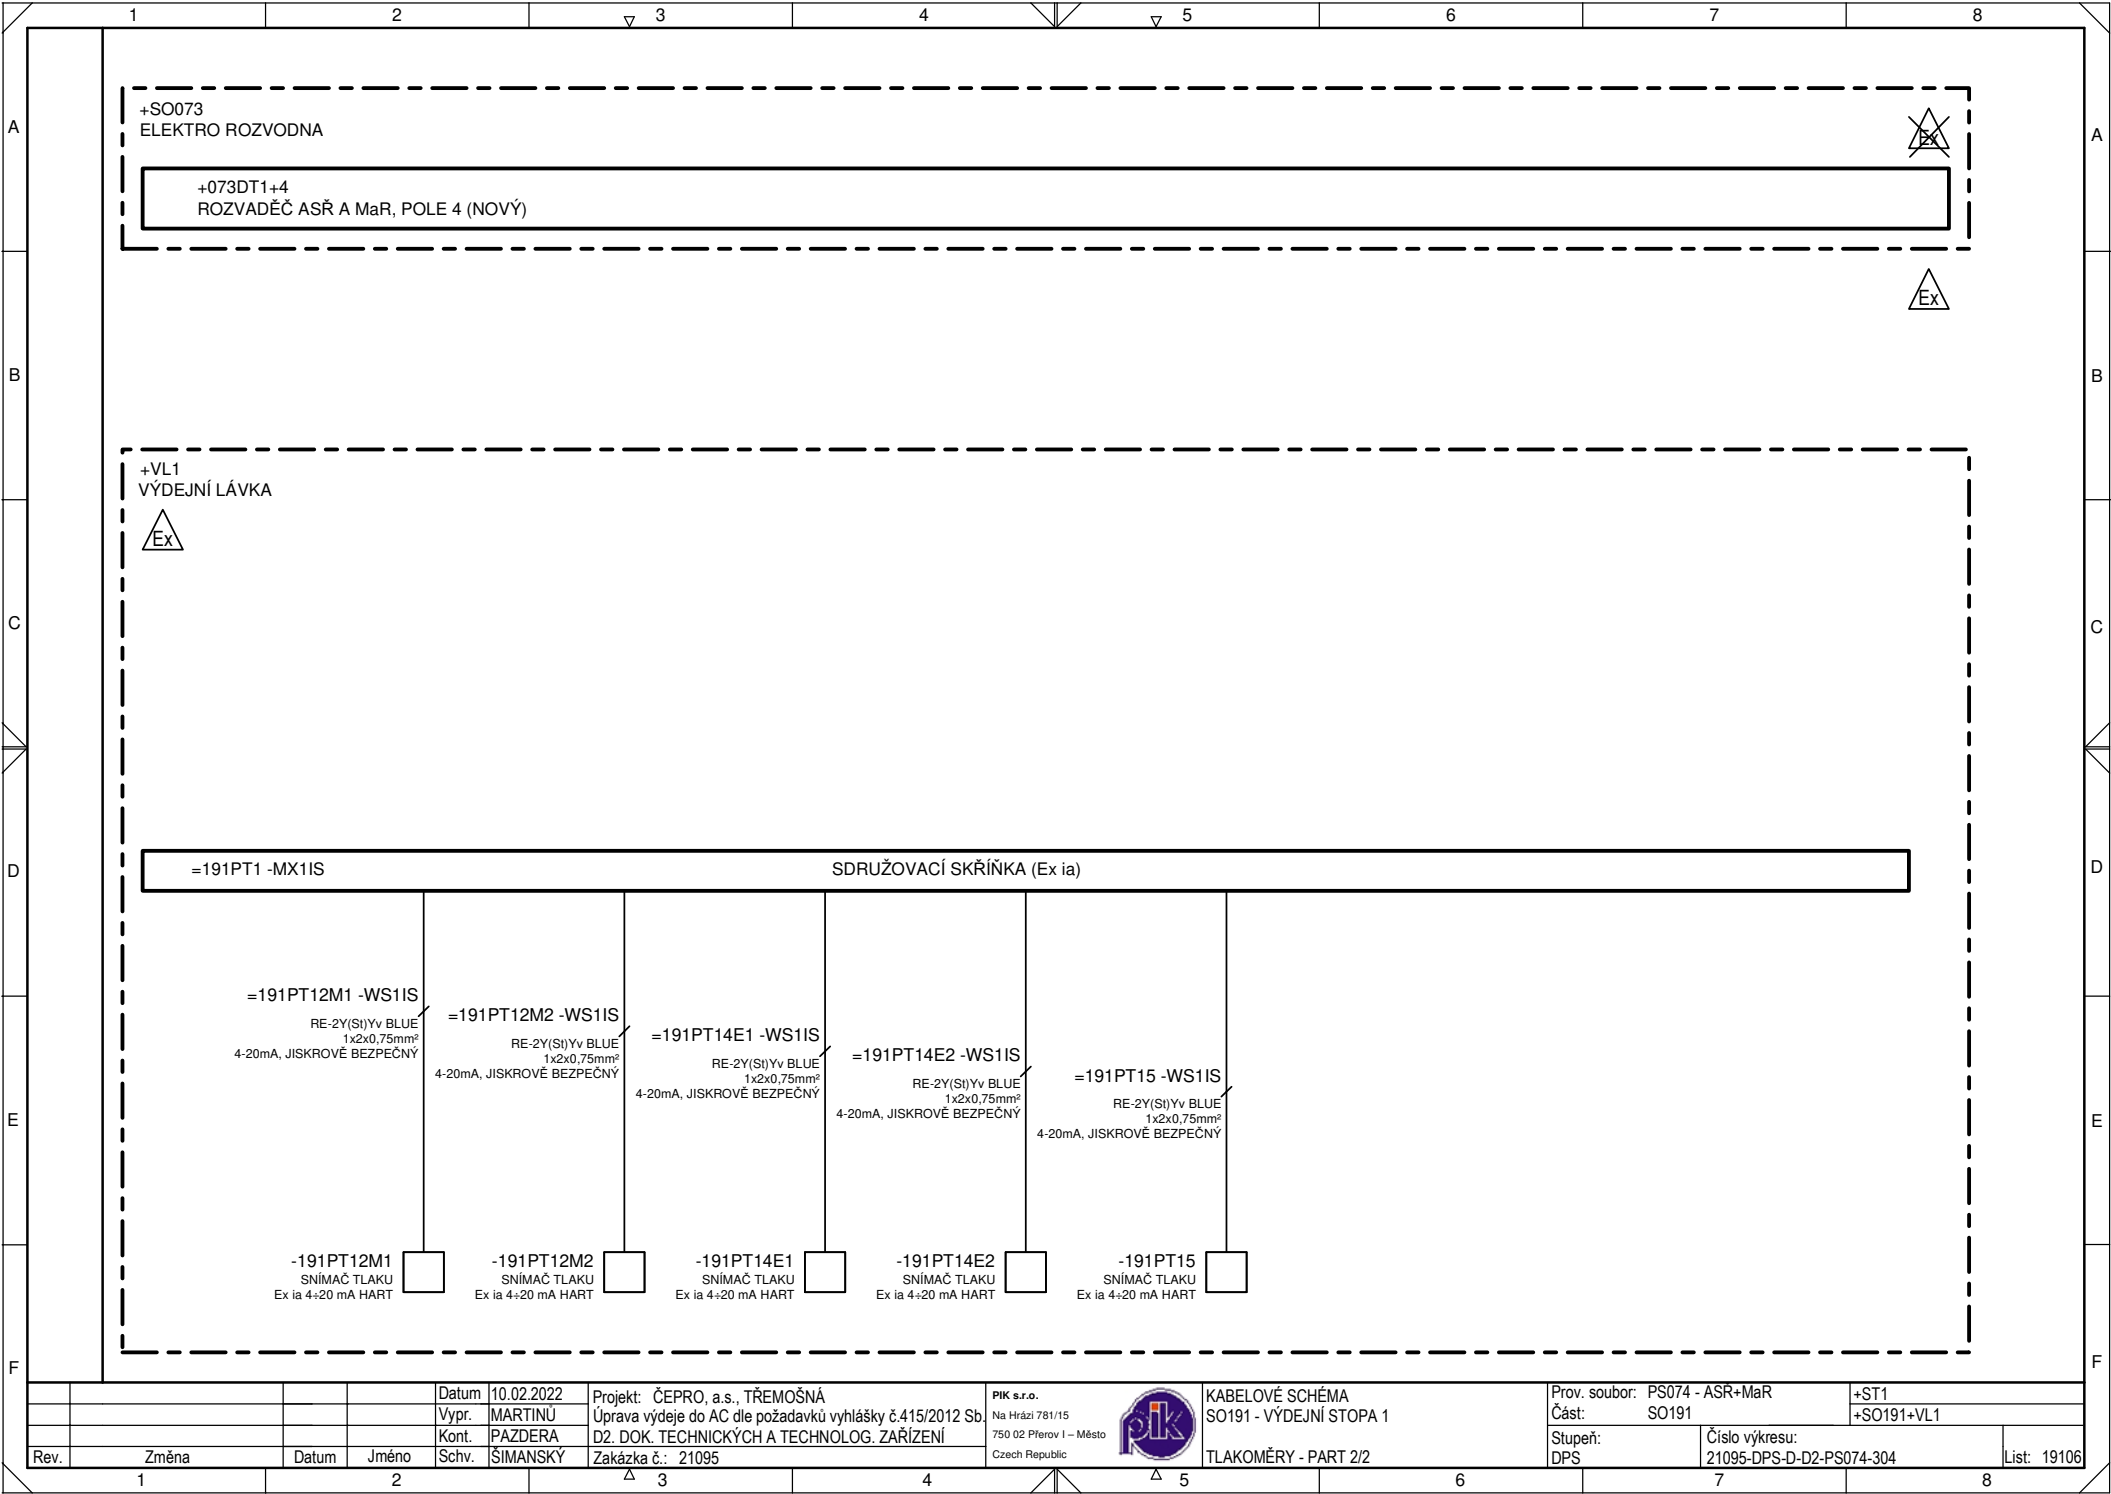 1 2 3 4 5 6 7 8
A A
B B
C C
D D
E E
F F
+SO073
ELEKTRO ROZVODNA
Ex
+073DT1+4
ROZVADĚČ ASŘ A MaR, POLE 4 (NOVÝ)
Ex
+VL1
VÝDEJNÍ LÁVKA
Ex
=191PT1 -MX1IS
SDRUŽOVACÍ SKŘÍŇKA (Ex ia)
=191PT12M1 -WS1IS
RE-2Y(St)Yv BLUE
1x2x0,75mm²
4-20mA, JISKROVĚ BEZPEČNÝ
=191PT12M2 -WS1IS
RE-2Y(St)Yv BLUE
1x2x0,75mm²
4-20mA, JISKROVĚ BEZPEČNÝ
=191PT14E1 -WS1IS
RE-2Y(St)Yv BLUE
1x2x0,75mm²
4-20mA, JISKROVĚ BEZPEČNÝ
=191PT14E2 -WS1IS
RE-2Y(St)Yv BLUE
1x2x0,75mm²
4-20mA, JISKROVĚ BEZPEČNÝ
=191PT15 -WS1IS
RE-2Y(St)Yv BLUE
1x2x0,75mm²
4-20mA, JISKROVĚ BEZPEČNÝ
-191PT12M1
SNÍMAČ TLAKU
Ex ia 4÷20 mA HART
-191PT12M2
SNÍMAČ TLAKU
Ex ia 4÷20 mA HART
-191PT14E1
SNÍMAČ TLAKU
Ex ia 4÷20 mA HART
-191PT14E2
SNÍMAČ TLAKU
Ex ia 4÷20 mA HART
-191PT15
SNÍMAČ TLAKU
Ex ia 4÷20 mA HART
Rev. Změna Datum Jméno
Datum 10.02.2022
Vypr. MARTINŮ
Kont. PAZDERA
Schv. ŠIMANSKÝ
Projekt: ČEPRO, a.s., TŘEMOŠNÁ
Úprava výdeje do AC dle požadavků vyhlášky č.415/2012 Sb.
D2. DOK. TECHNICKÝCH A TECHNOLOG. ZAŘÍZENÍ
Zakázka č.: 21095
PIK s.r.o.
Na Hrázi 781/15
750 02 Přerov I – Město
Czech Republic
pik
KABELOVÉ SCHÉMA
SO191 - VÝDEJNÍ STOPA 1
TLAKOMĚRY - PART 2/2
Prov. soubor: PS074 - ASŘ+MaR
Část: SO191
+ST1
+SO191+VL1
Stupeň:
DPS
Číslo výkresu:
21095-DPS-D-D2-PS074-304
List: 19106
1 2 3 4 5 6 7 8